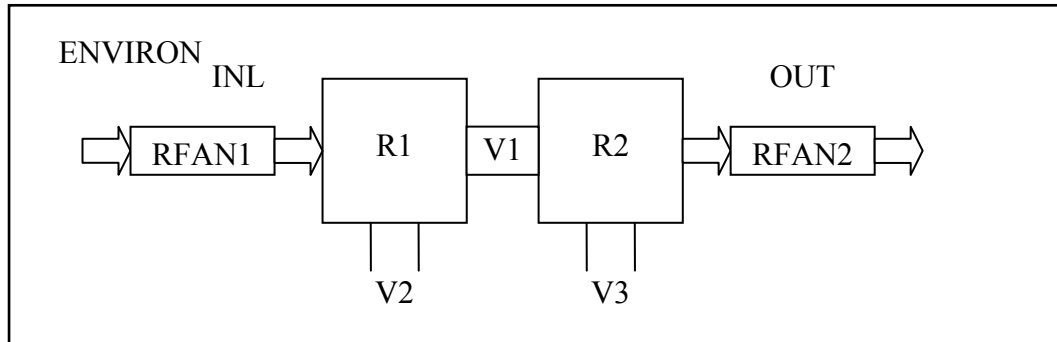 ENVIRON
INL
OUT
RFAN1
R1
V1
R2
RFAN2
V2
V3